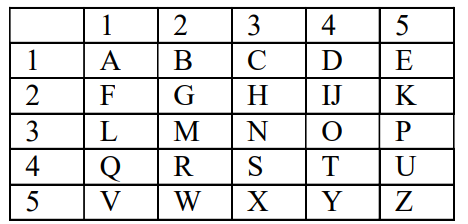 1 2 3 4 5
1 A B C D E
2 F G H IJ K
3 L M N O P
4 Q R S T U
5 V W X Y Z